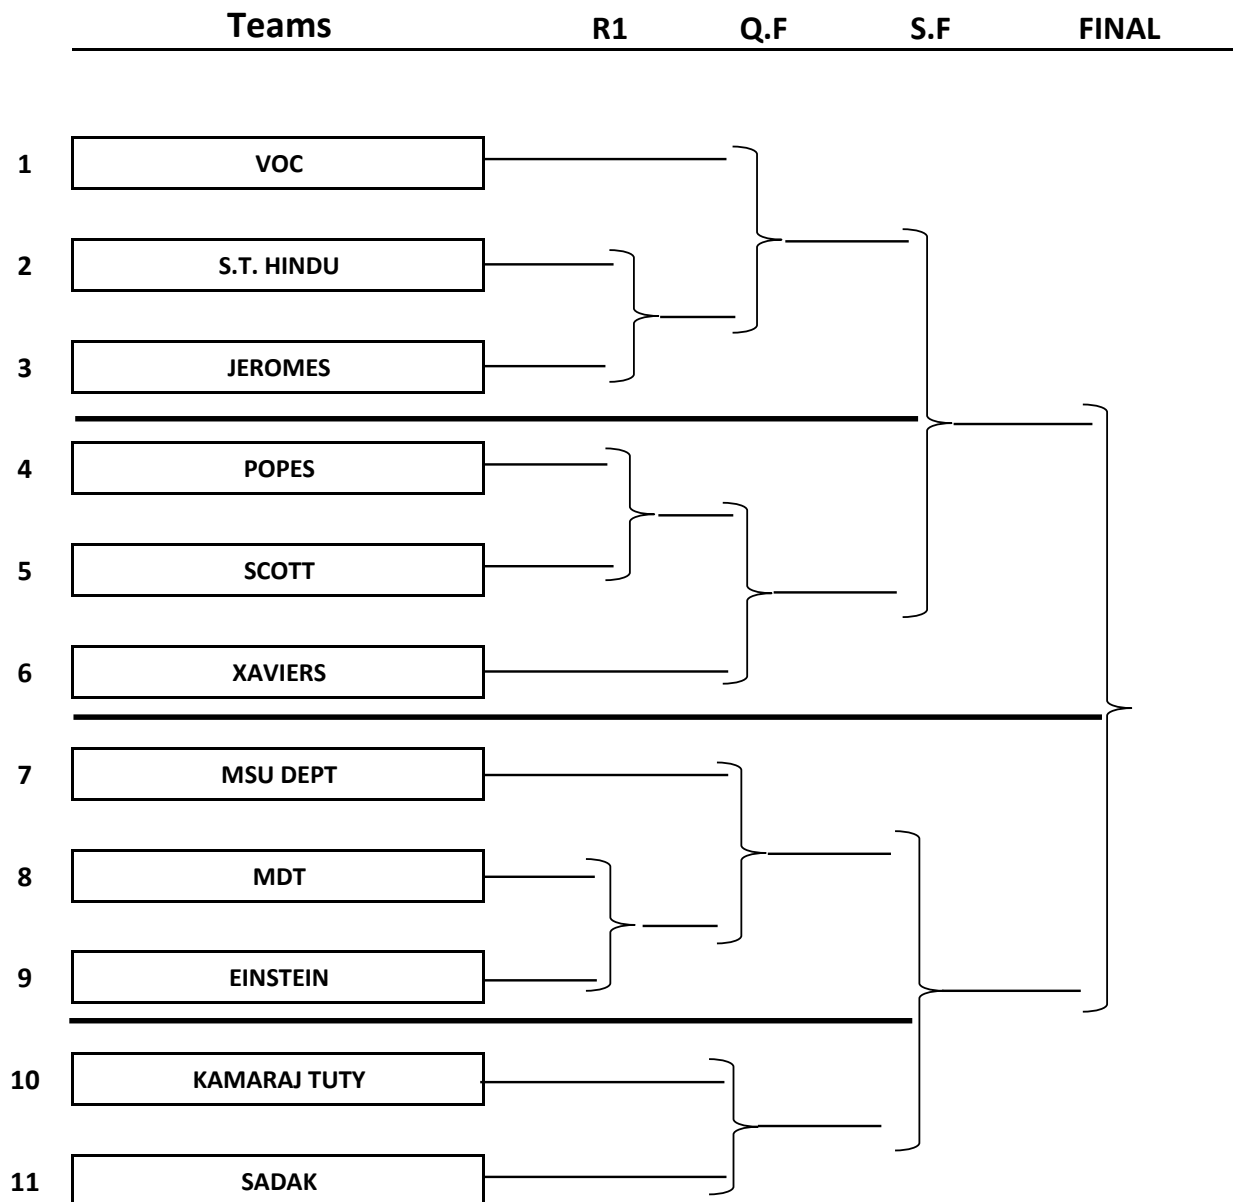 Teams R1 Q.F S.F FINAL
1 VOC
2 S.T. HINDU
3 JEROMES
4 POPES
5 SCOTT
6 XAVIERS
7 MSU DEPT
8 MDT
9 EINSTEIN
10 KAMARAJ TUTY
11 SADAK